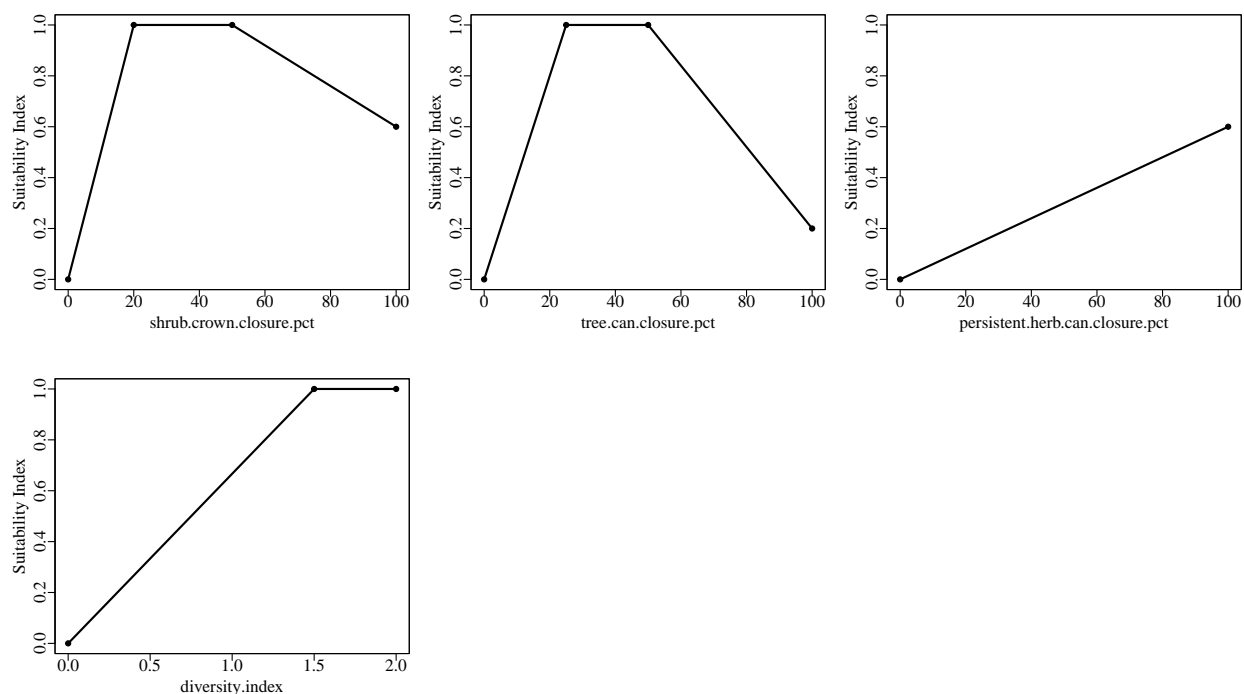 Suitability Index
0.0 0.2 0.4 0.6 0.8 1.0
0 20 40 60 80 100
shrub.crown.closure.pct
Suitability Index
0.0 0.2 0.4 0.6 0.8 1.0
0 20 40 60 80 100
tree.can.closure.pct
Suitability Index
0.0 0.2 0.4 0.6 0.8 1.0
0 20 40 60 80 100
persistent.herb.can.closure.pct
Suitability Index
0.0 0.2 0.4 0.6 0.8 1.0
0.0 0.5 1.0 1.5 2.0
diversity.index